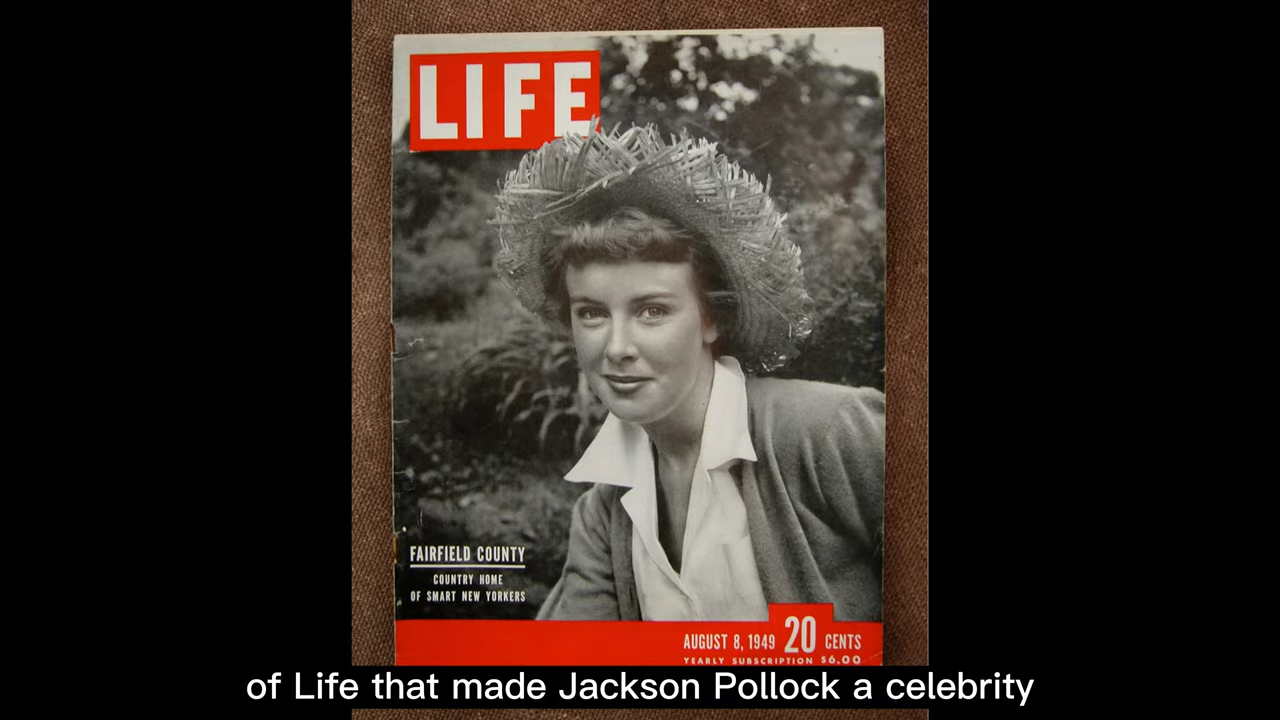 LIFE
FAIRFIELD COUNTY
COUNTRY HOME
OF SMART NEW YORKERS
AUGUST 8, 1949 20 CENTS
YEARLY SUBSCRIPTION $6.00
of Life that made Jackson Pollock a celebrity